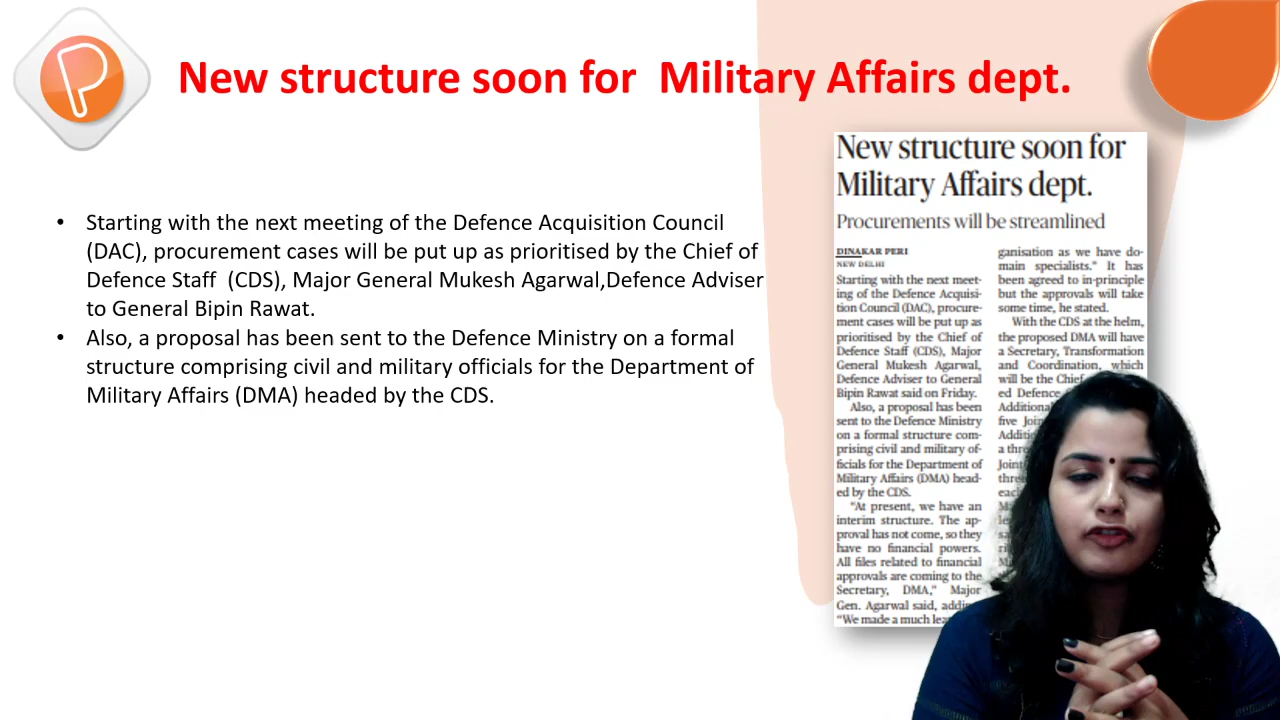 New structure soon for Military Affairs dept.
• Starting with the next meeting of the Defence Acquisition Council
(DAC), procurement cases will be put up as prioritised by the Chief of
Defence Staff (CDS), Major General Mukesh Agarwal,Defence Adviser
to General Bipin Rawat.
• Also, a proposal has been sent to the Defence Ministry on a formal
structure comprising civil and military officials for the Department of
Military Affairs (DMA) headed by the CDS.
New structure soon for
Military Affairs dept.
Procurements will be streamlined
DINAKAR PERI
NEW DELHI
Starting with the next meet-
ing of the Defence Acquisi-
tion Council (DAC), procure-
ment cases will be put up as
prioritised by the Chief of
Defence Staff (CDS), Major
General Mukesh Agarwal,
Defence Adviser to General
Bipin Rawat said on Friday.
Also, a proposal has been
sent to the Defence Ministry
on a formal structure com-
prising civil and military of-
ficials for the Department of
Military Affairs (DMA) head-
ed by the CDS.
“At present, we have an
interim structure. The ap-
proval has not come, so they
have no financial powers.
All files related to financial
approvals are coming to the
Secretary, DMA,” Major
Gen. Agarwal said,
“We made a much
ganisation as we have do-
main specialists.” It has
been agreed to in-principle
but the approvals will take
some time, he stated.
With the CDS at the helm,
the proposed DMA will have
a Secretary, Transformation
and Coordination, which
will be the Chief
ed Defence
Additional
five
a